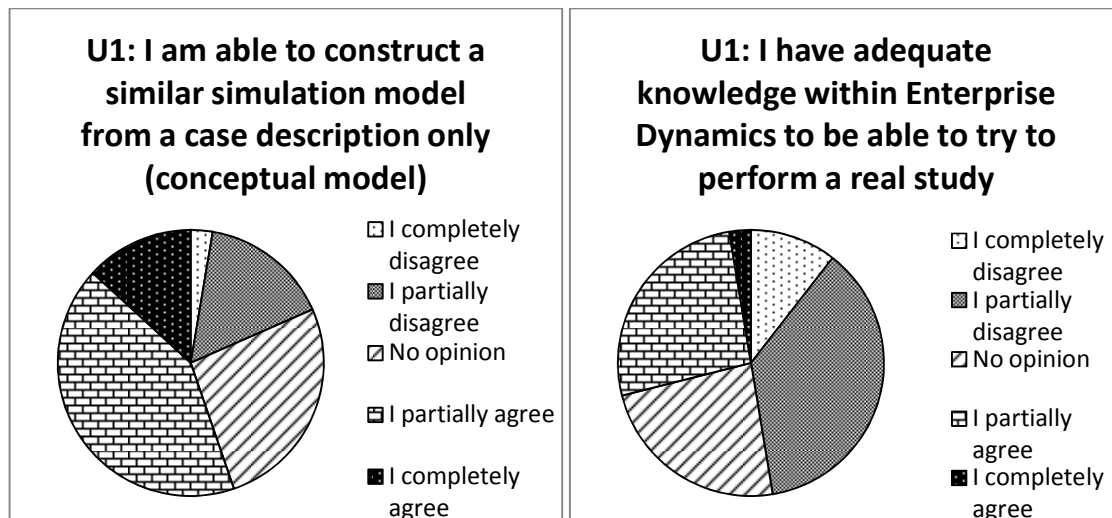 U1: I am able to construct a
similar simulation model
from a case description only
(conceptual model)
I completely
disagree
I partially
disagree
No opinion
I partially agree
I completely
agree
U1: I have adequate
knowledge within Enterprise
Dynamics to be able to try to
perform a real study
I completely
disagree
I partially
disagree
No opinion
I partially
agree
I completely
agree